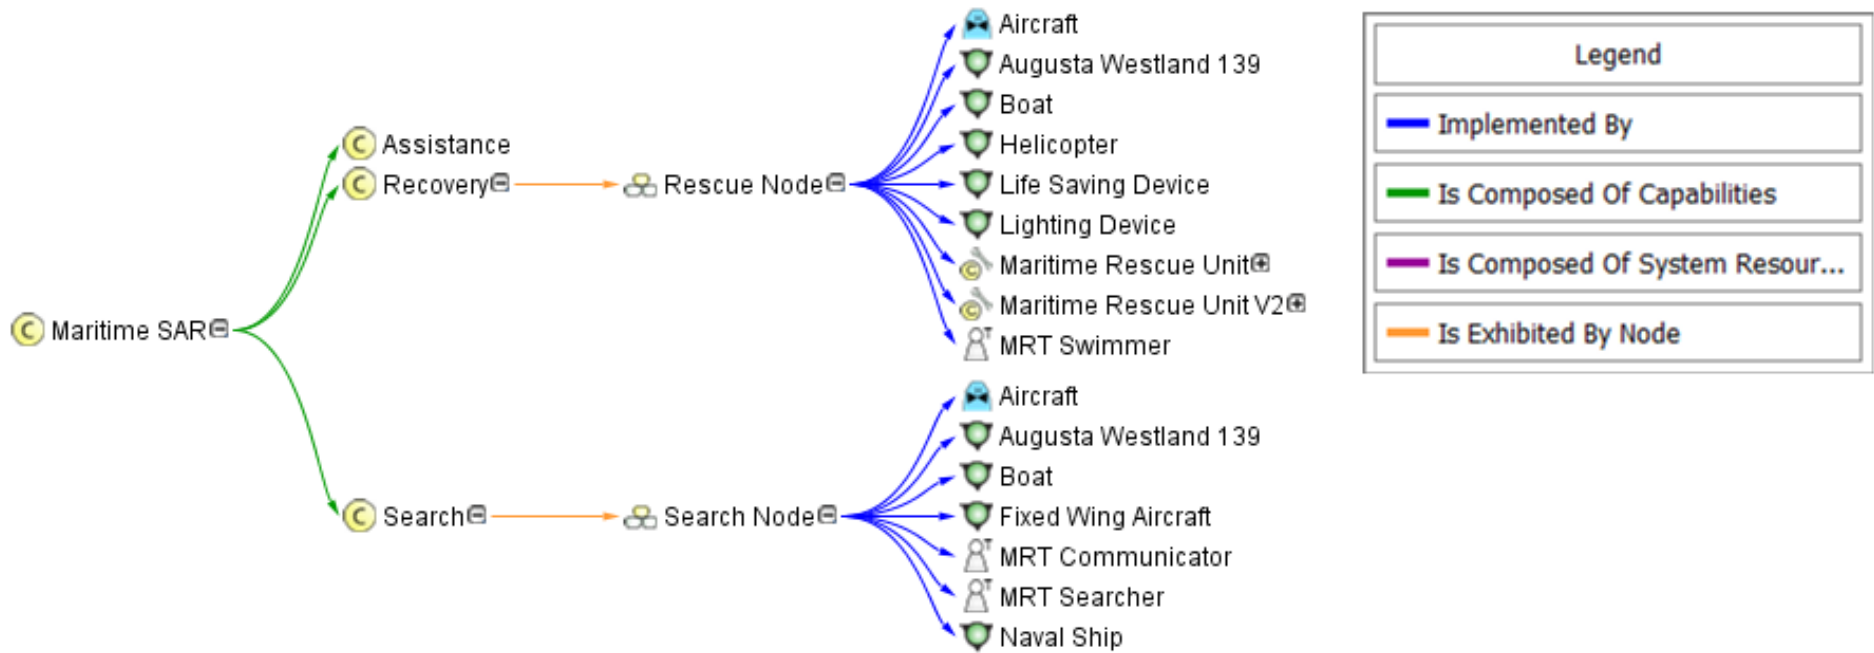 Maritime SAR
Assistance
Recovery
Search
Rescue Node
Search Node
Aircraft
Augusta Westland 139
Boat
Helicopter
Life Saving Device
Lighting Device
Maritime Rescue Unit
Maritime Rescue Unit V2
MRT Swimmer
Aircraft
Augusta Westland 139
Boat
Fixed Wing Aircraft
MRT Communicator
MRT Searcher
Naval Ship
Legend
Implemented By
Is Composed Of Capabilities
Is Composed Of System Resour...
Is Exhibited By Node